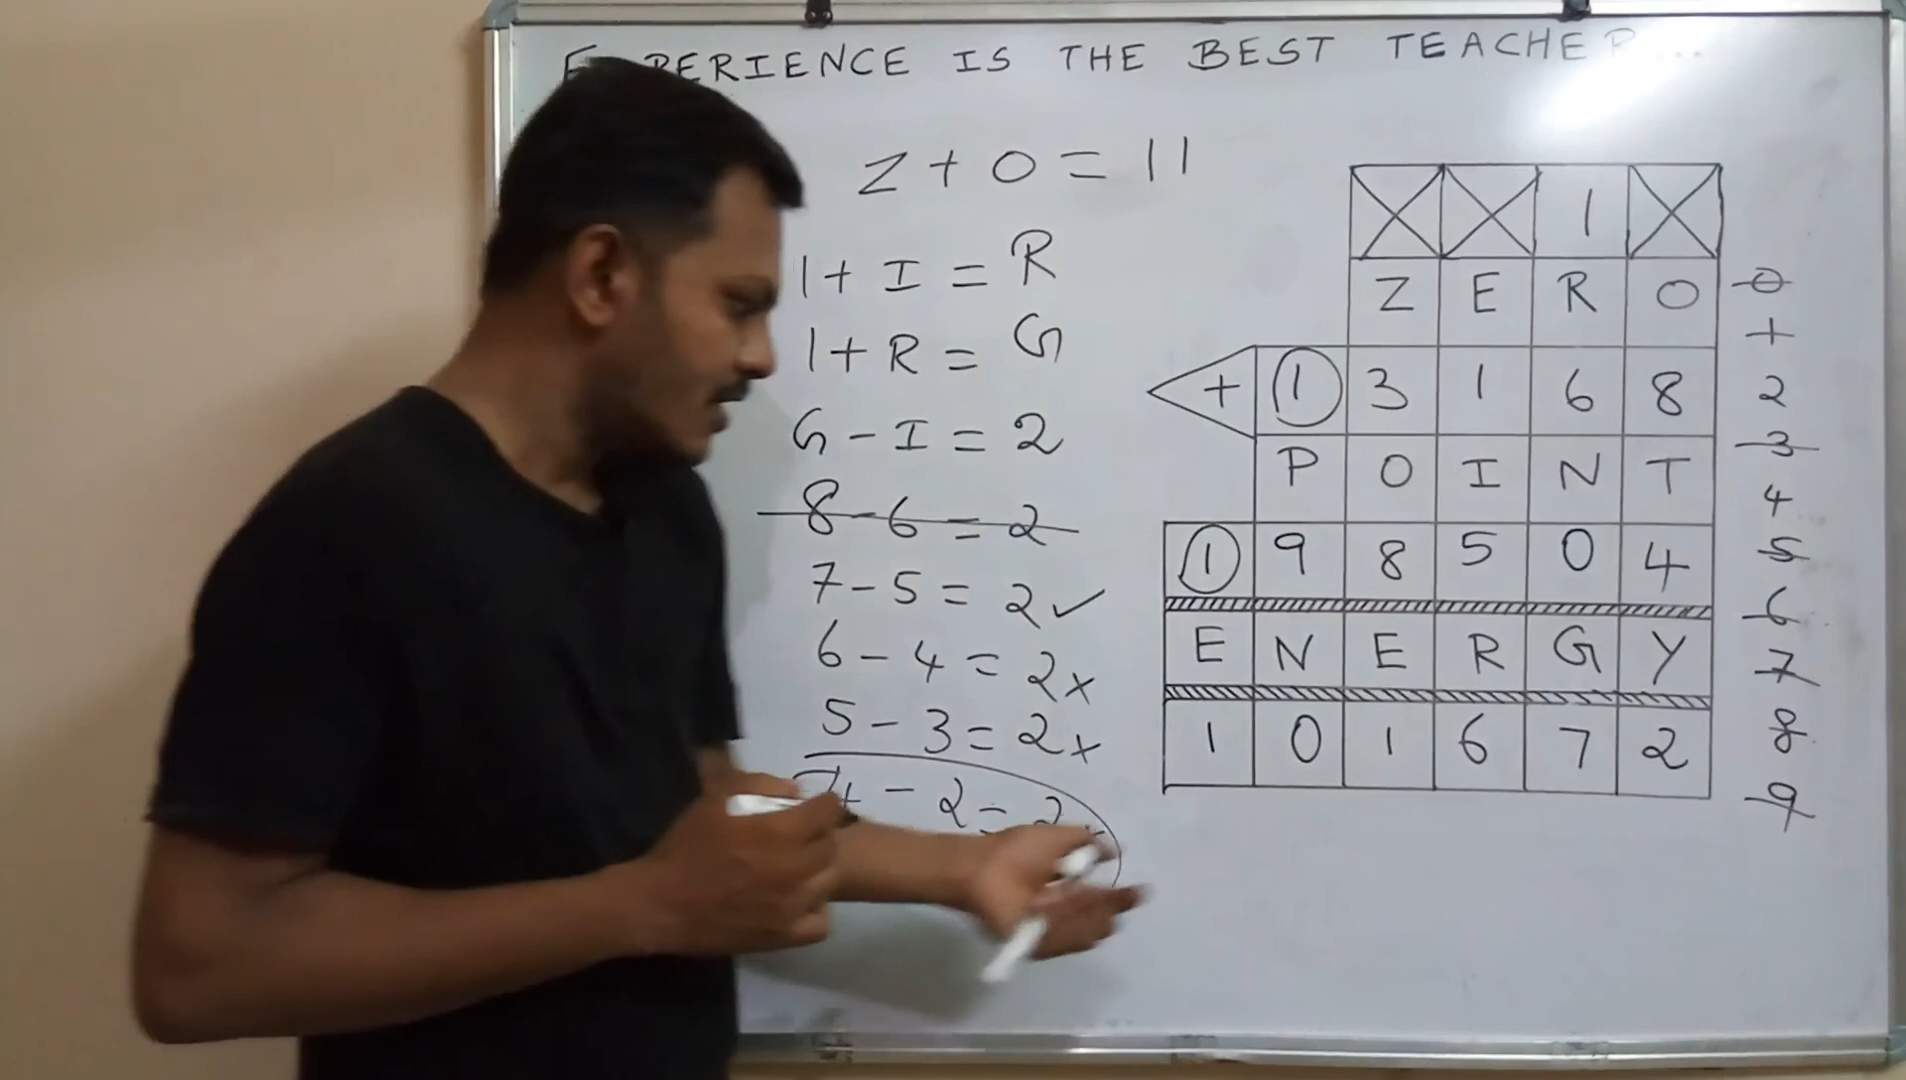 PERIENCE IS THE BEST TEACHER...
Z + O = 11
1 + I = R
1 + R = G
G - I = 2
8 - 6 = 2
7 - 5 = 2 ✓
6 - 4 = 2 x
5 - 3 = 2 x
4 - 2 = 2
1
Z E R O
+ 1 3 1 6 8
P O I N T
1 9 8 5 0 4
E N E R G Y
1 0 1 6 7 2
0
1
2
3
4
5
6
7
8
9